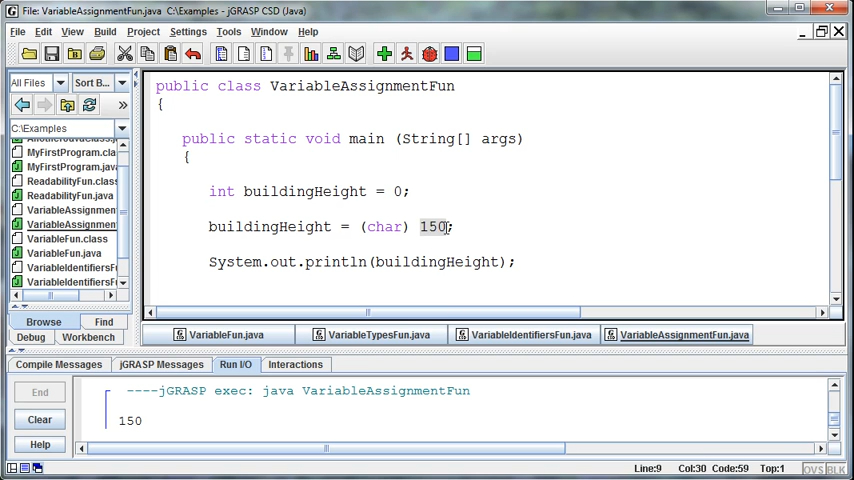 File: VariableAssignmentFun.java C:\Examples - jGRASP CSD (Java)
File Edit View Build Project Settings Tools Window Help
All Files Sort B...
C:\Examples
MyFirstProgram.cla
MyFirstProgram.java
ReadabilityFun.class
ReadabilityFun.java
VariableAssignment
VariableAssignment
VariableFun.class
VariableFun.java
VariableIdentifiersFu
VariableIdentifiersFu
Browse Find
Debug Workbench
public class VariableAssignmentFun
{
public static void main (String[] args)
{
int buildingHeight = 0;
buildingHeight = (char) 150;
System.out.println(buildingHeight);
VariableFun.java VariableTypesFun.java VariableIdentifiersFun.java VariableAssignmentFun.java
Compile Messages jGRASP Messages Run I/O Interactions
End
Clear
Help
----jGRASP exec: java VariableAssignmentFun
150
Line:9 Col:30 Code:59 Top:1 OVS BLK